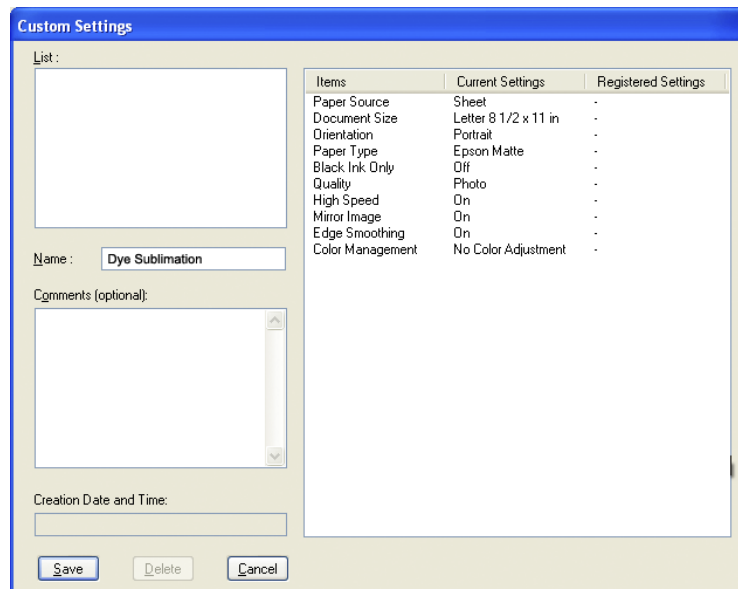 Custom Settings
List :
Name : Dye Sublimation
Comments (optional):
Creation Date and Time:
Save Delete Cancel
Items Current Settings Registered Settings
Paper Source Sheet -
Document Size Letter 8 1/2 x 11 in -
Orientation Portrait -
Paper Type Epson Matte -
Black Ink Only Off -
Quality Photo -
High Speed On -
Mirror Image On -
Edge Smoothing On -
Color Management No Color Adjustment -